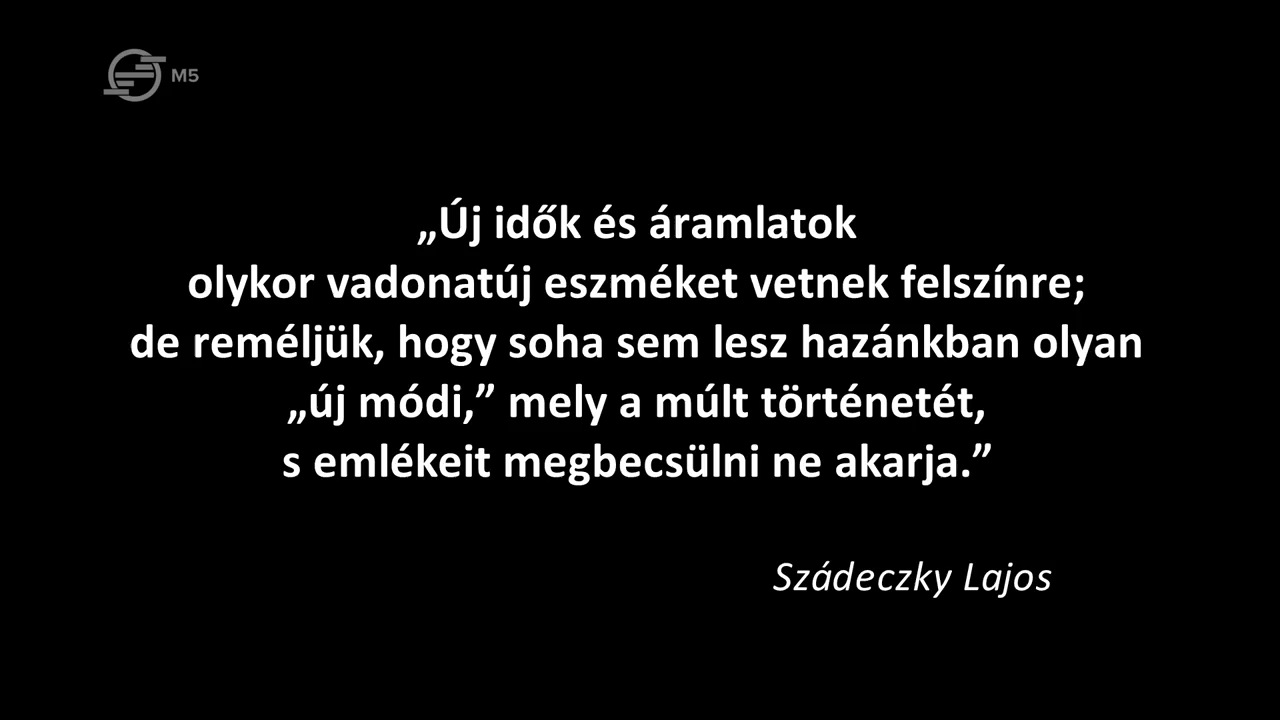 M5
„Új idők és áramlatok
olykor vadonatúj eszméket vetnek felszínre;
de reméljük, hogy soha sem lesz hazánkban olyan
„új módi,” mely a múlt történetét,
s emlékeit megbecsülni ne akarja.”
Szádeczky Lajos